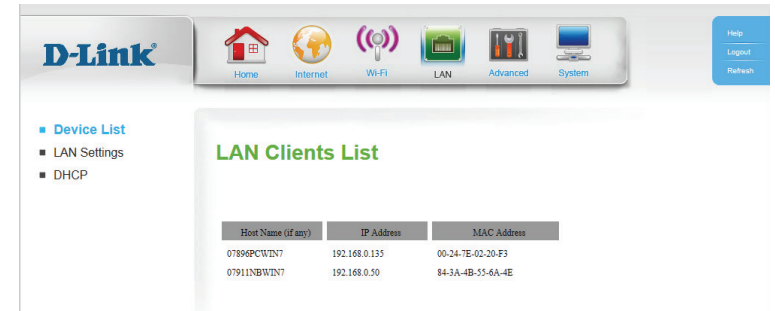 D-Link®
Home Internet Wi-Fi LAN Advanced System
Help
Logout
Refresh
Device List
LAN Settings
DHCP
LAN Clients List
Host Name (if any) IP Address MAC Address
07896PCWIN7 192.168.0.135 00-24-7E-02-20-F3
07911NBWIN7 192.168.0.50 84-3A-4B-55-6A-4E